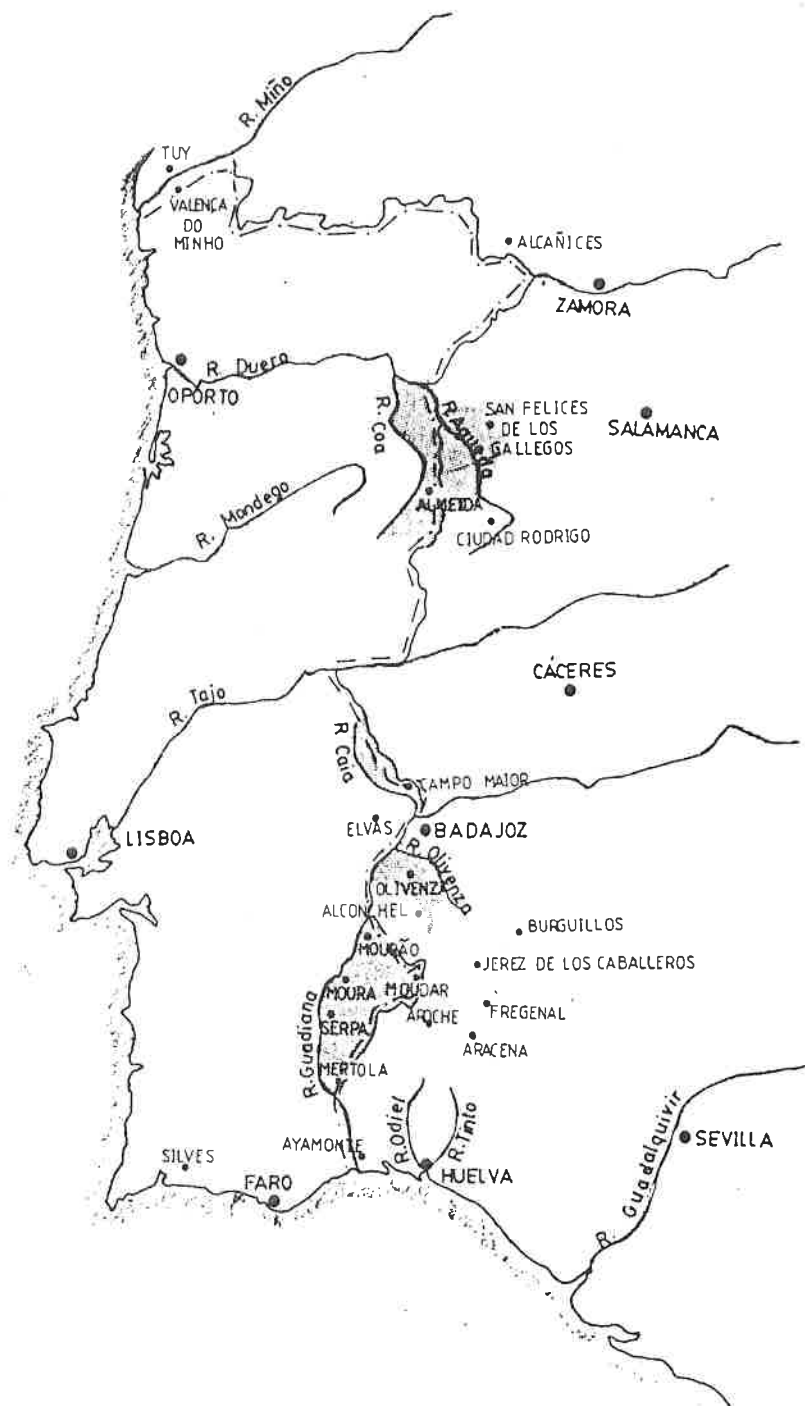 R. Miño
TUY
VALENÇA
DO
MINHO
ALCAÑICES
ZAMORA
R. Duero
OPORTO
R. Coa
R. Agueda
SAN FELICES
DE LOS
GALLEGOS
SALAMANCA
ALMEIDA
R. Mondego
CIUDAD RODRIGO
CÁCERES
R. Tajo
R. Caia
CAMPO MAIOR
ELVAS
BADAJOZ
LISBOA
R. Olivenza
OLIVENZA
ALCONCHEL
BURGUILLOS
MOURÃO
JEREZ DE LOS CABALLEROS
MOURA
MOUDAR
FREGENAL
SERPA
AROCHE
ARACENA
R. Guadiana
MERTOLA
R. Odiel
R. Tinto
R. Guadalquivir
SEVILLA
AYAMONTE
SILVES
HUELVA
FARO